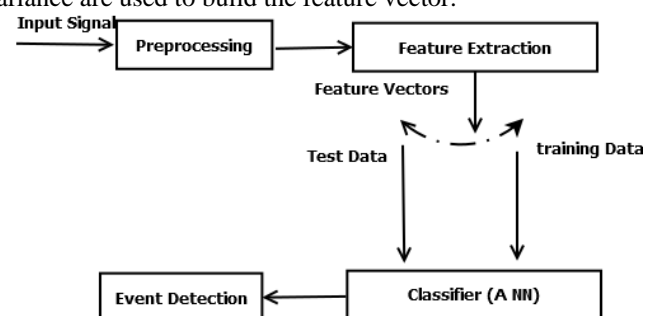 variance are used to build the feature vector.
Input Signal
Preprocessing
Feature Extraction
Feature Vectors
Test Data
training Data
Event Detection
Classifier (A NN)